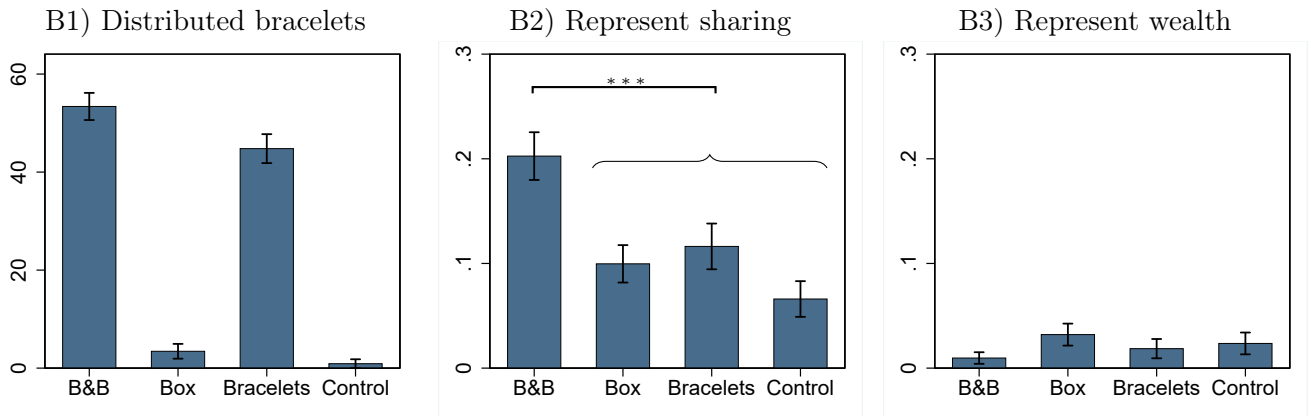 B1) Distributed bracelets
60
40
20
0
B&B Box Bracelets Control
B2) Represent sharing
.3
.2
.1
0
***
B&B Box Bracelets Control
B3) Represent wealth
.3
.2
.1
0
B&B Box Bracelets Control